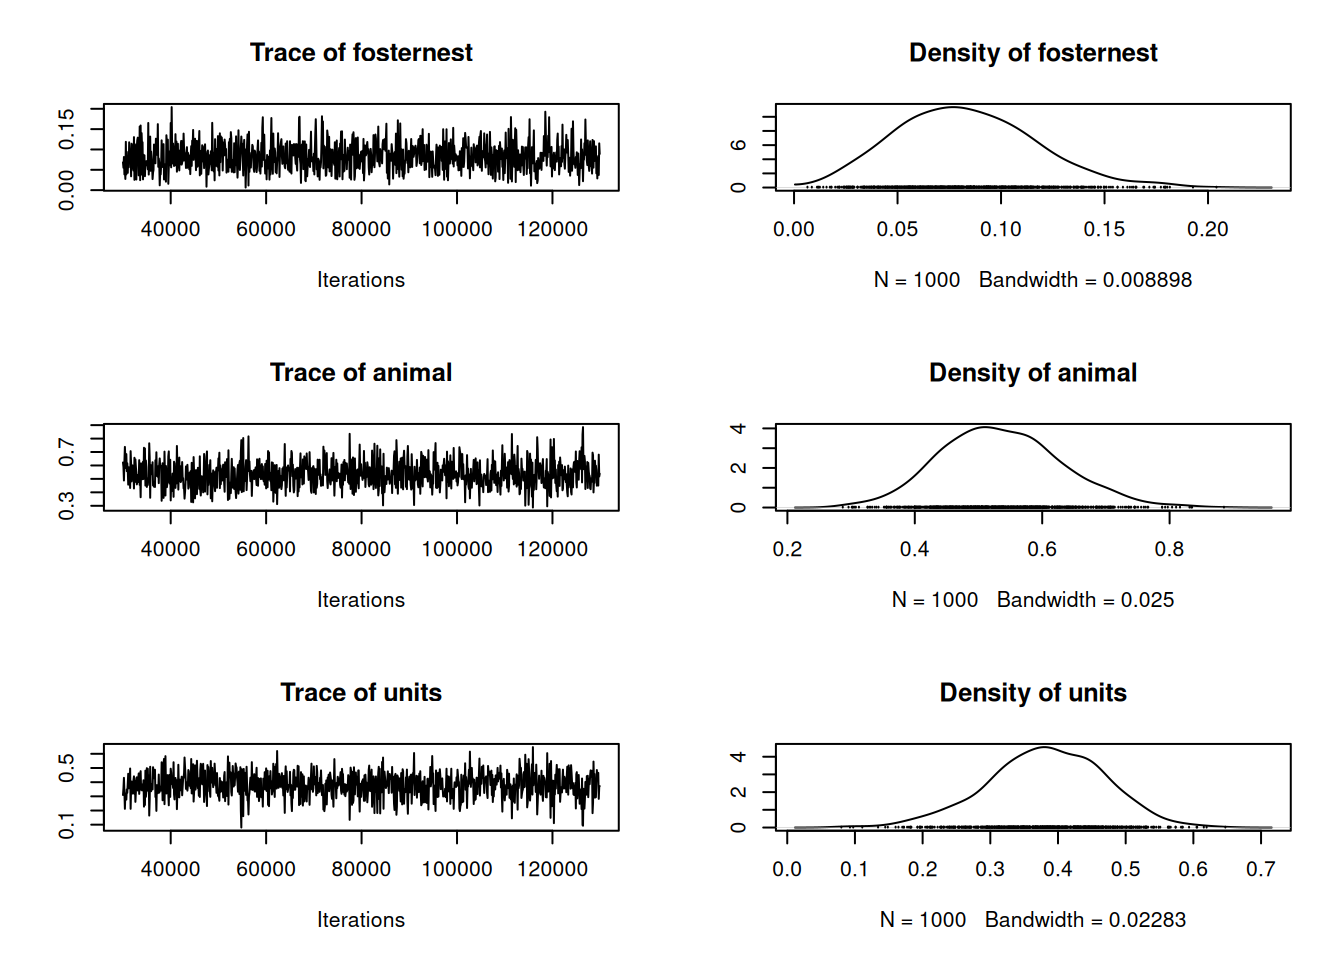 Trace of fosternest
0.00 0.15
40000 60000 80000 100000 120000
Iterations
Density of fosternest
0 6
0.00 0.05 0.10 0.15 0.20
N = 1000 Bandwidth = 0.008898
Trace of animal
0.3 0.7
40000 60000 80000 100000 120000
Iterations
Density of animal
0 2 4
0.2 0.4 0.6 0.8
N = 1000 Bandwidth = 0.025
Trace of units
0.1 0.5
40000 60000 80000 100000 120000
Iterations
Density of units
0 2 4
0.0 0.1 0.2 0.3 0.4 0.5 0.6 0.7
N = 1000 Bandwidth = 0.02283